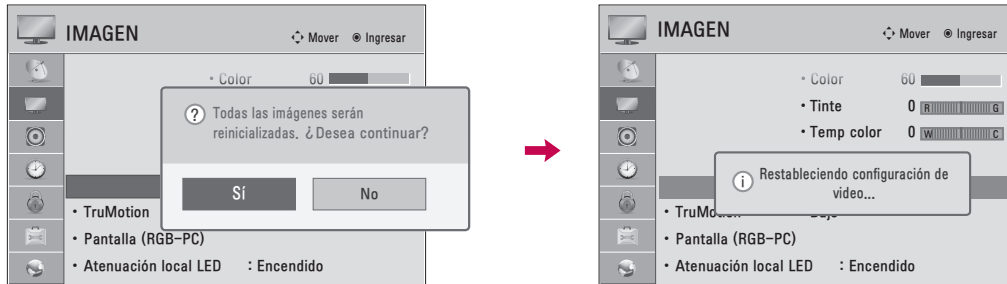 IMAGEN
Mover Ingresar
• Color 60
? Todas las imágenes serán
reinicializadas. ¿Desea continuar?
Sí No
• TruMotion
• Pantalla (RGB-PC)
• Atenuación local LED : Encendido
IMAGEN
Mover Ingresar
• Color 60
• Tinte 0 R G
• Temp color 0 W C
i Restableciendo configuración de
video...
• Pantalla (RGB-PC)
• Atenuación local LED : Encendido